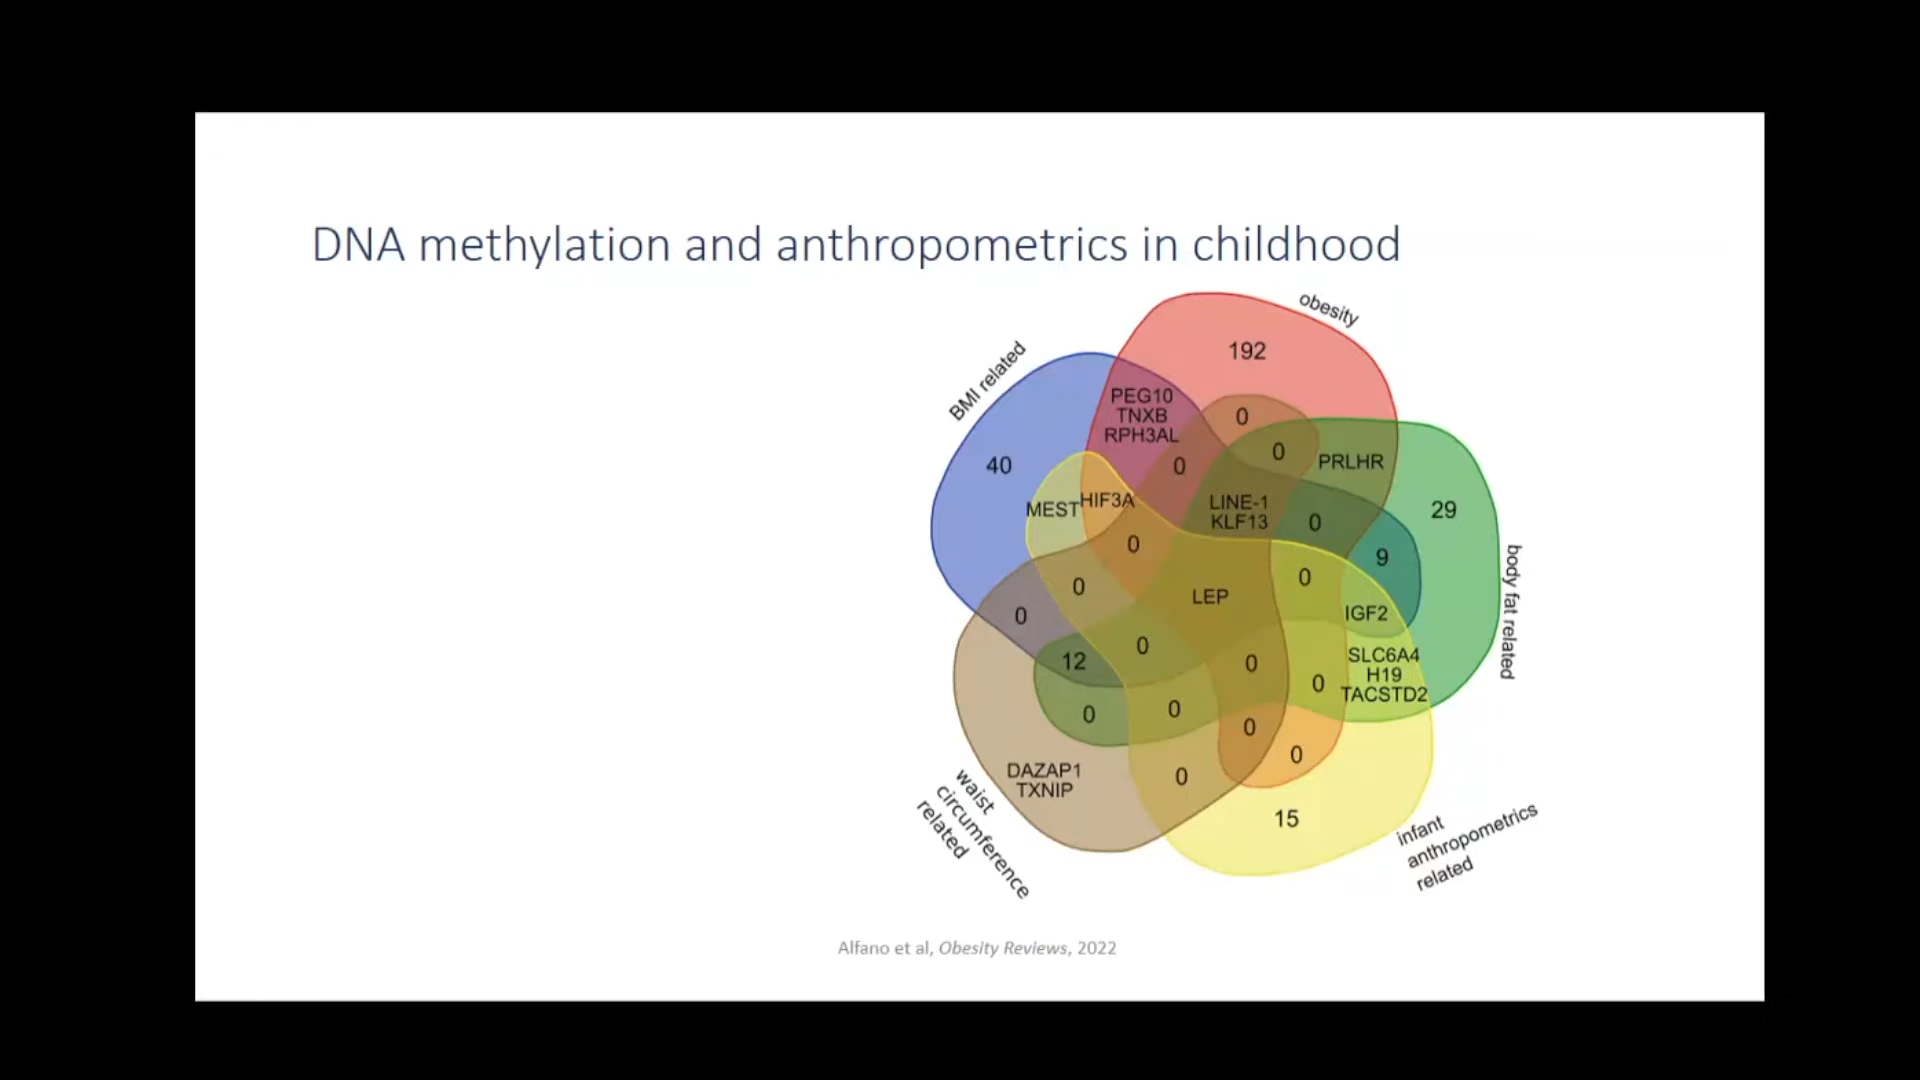 DNA methylation and anthropometrics in childhood
obesity
BMI related
192
PEG10
TNXB
RPH3AL
0
0
PRLHR
40
0
MEST
HIF3A
LINE-1
KLF13
0
29
0
9
0
0
LEP
IGF2
0
12
0
0
0
SLC6A4
H19
TACSTD2
body fat related
0
0
0
0
DAZAP1
TXNIP
0
15
waist
circumference
related
infant
anthropometrics
related
Alfano et al, Obesity Reviews, 2022